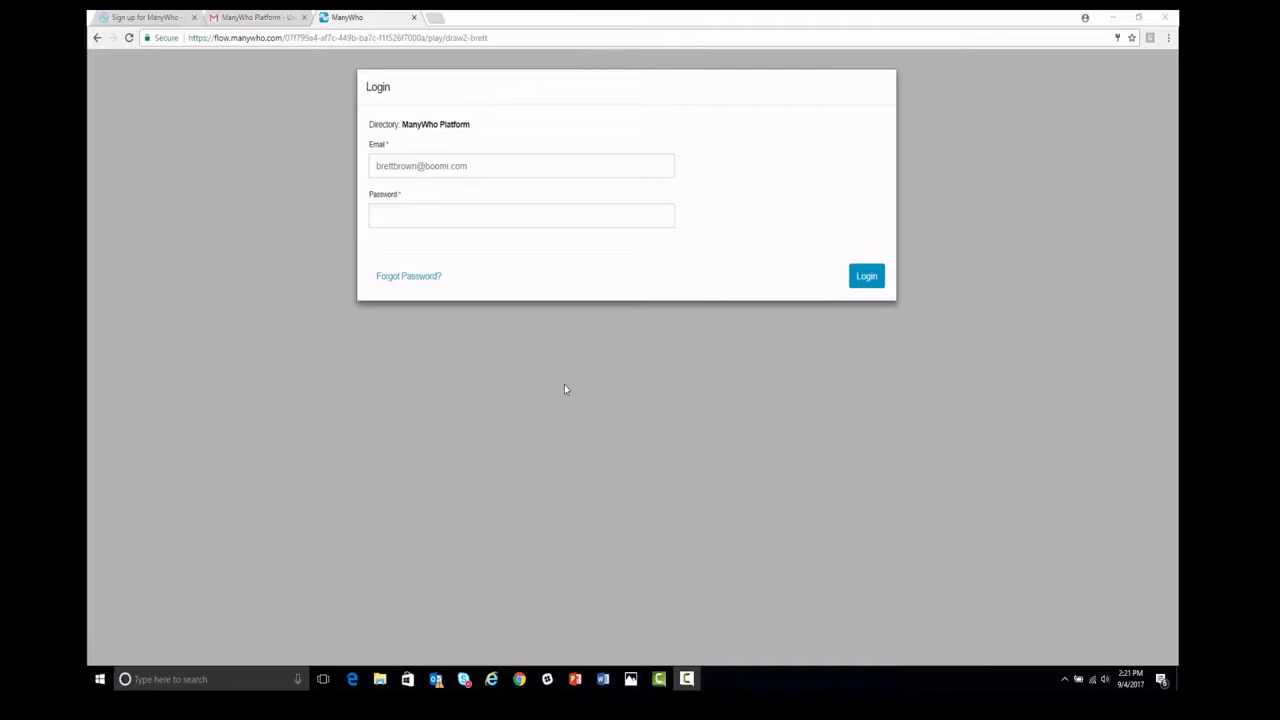 Sign up for ManyWho -
ManyWho Platform - Us
ManyWho
Secure
https://flow.manywho.com/07f799a4-af7c-449b-ba7c-f1f526f7000a/play/draw2-brett
Login
Directory: ManyWho Platform
Email *
brettbrown@boomi.com
Password *
Forgot Password?
Login
Type here to search
2:21 PM
9/4/2017